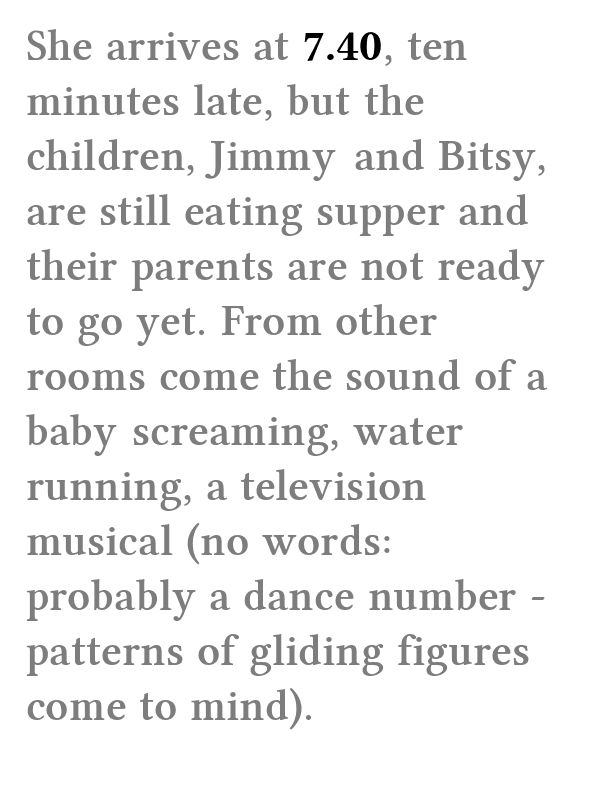 She arrives at 7.40, ten
minutes late, but the
children, Jimmy and Bitsy,
are still eating supper and
their parents are not ready
to go yet. From other
rooms come the sound of a
baby screaming, water
running, a television
musical (no words:
probably a dance number -
patterns of gliding figures
come to mind).